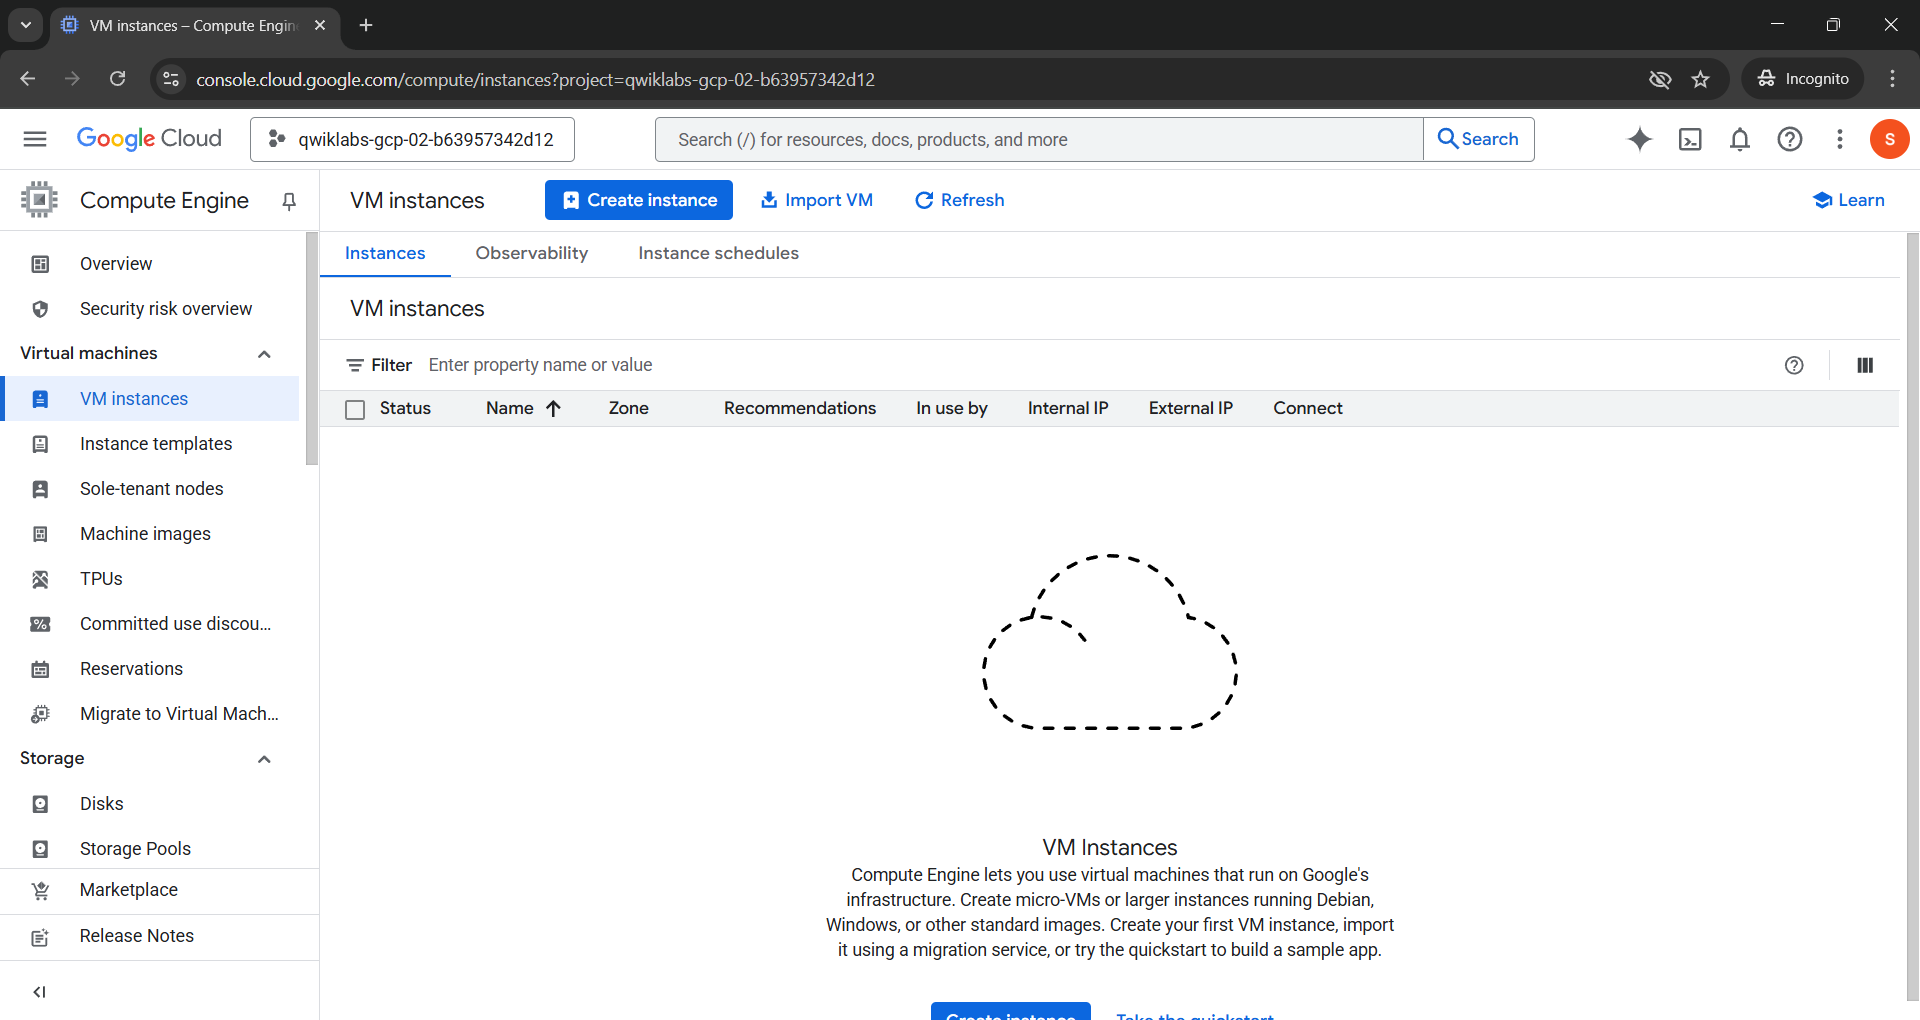 VM instances – Compute Engin
console.cloud.google.com/compute/instances?project=qwiklabs-gcp-02-b63957342d12
Incognito
Google Cloud
qwiklabs-gcp-02-b63957342d12
Search (/) for resources, docs, products, and more
Search
S
Compute Engine
VM instances
Create instance
Import VM
Refresh
Learn
Overview
Security risk overview
Virtual machines
VM instances
Instance templates
Sole-tenant nodes
Machine images
TPUs
Committed use discou...
Reservations
Migrate to Virtual Mach...
Storage
Disks
Storage Pools
Marketplace
Release Notes
Instances
Observability
Instance schedules
VM instances
Filter
Enter property name or value
Status
Name
Zone
Recommendations
In use by
Internal IP
External IP
Connect
VM Instances
Compute Engine lets you use virtual machines that run on Google's
infrastructure. Create micro-VMs or larger instances running Debian,
Windows, or other standard images. Create your first VM instance, import
it using a migration service, or try the quickstart to build a sample app.
Create instance
Take the quickstart